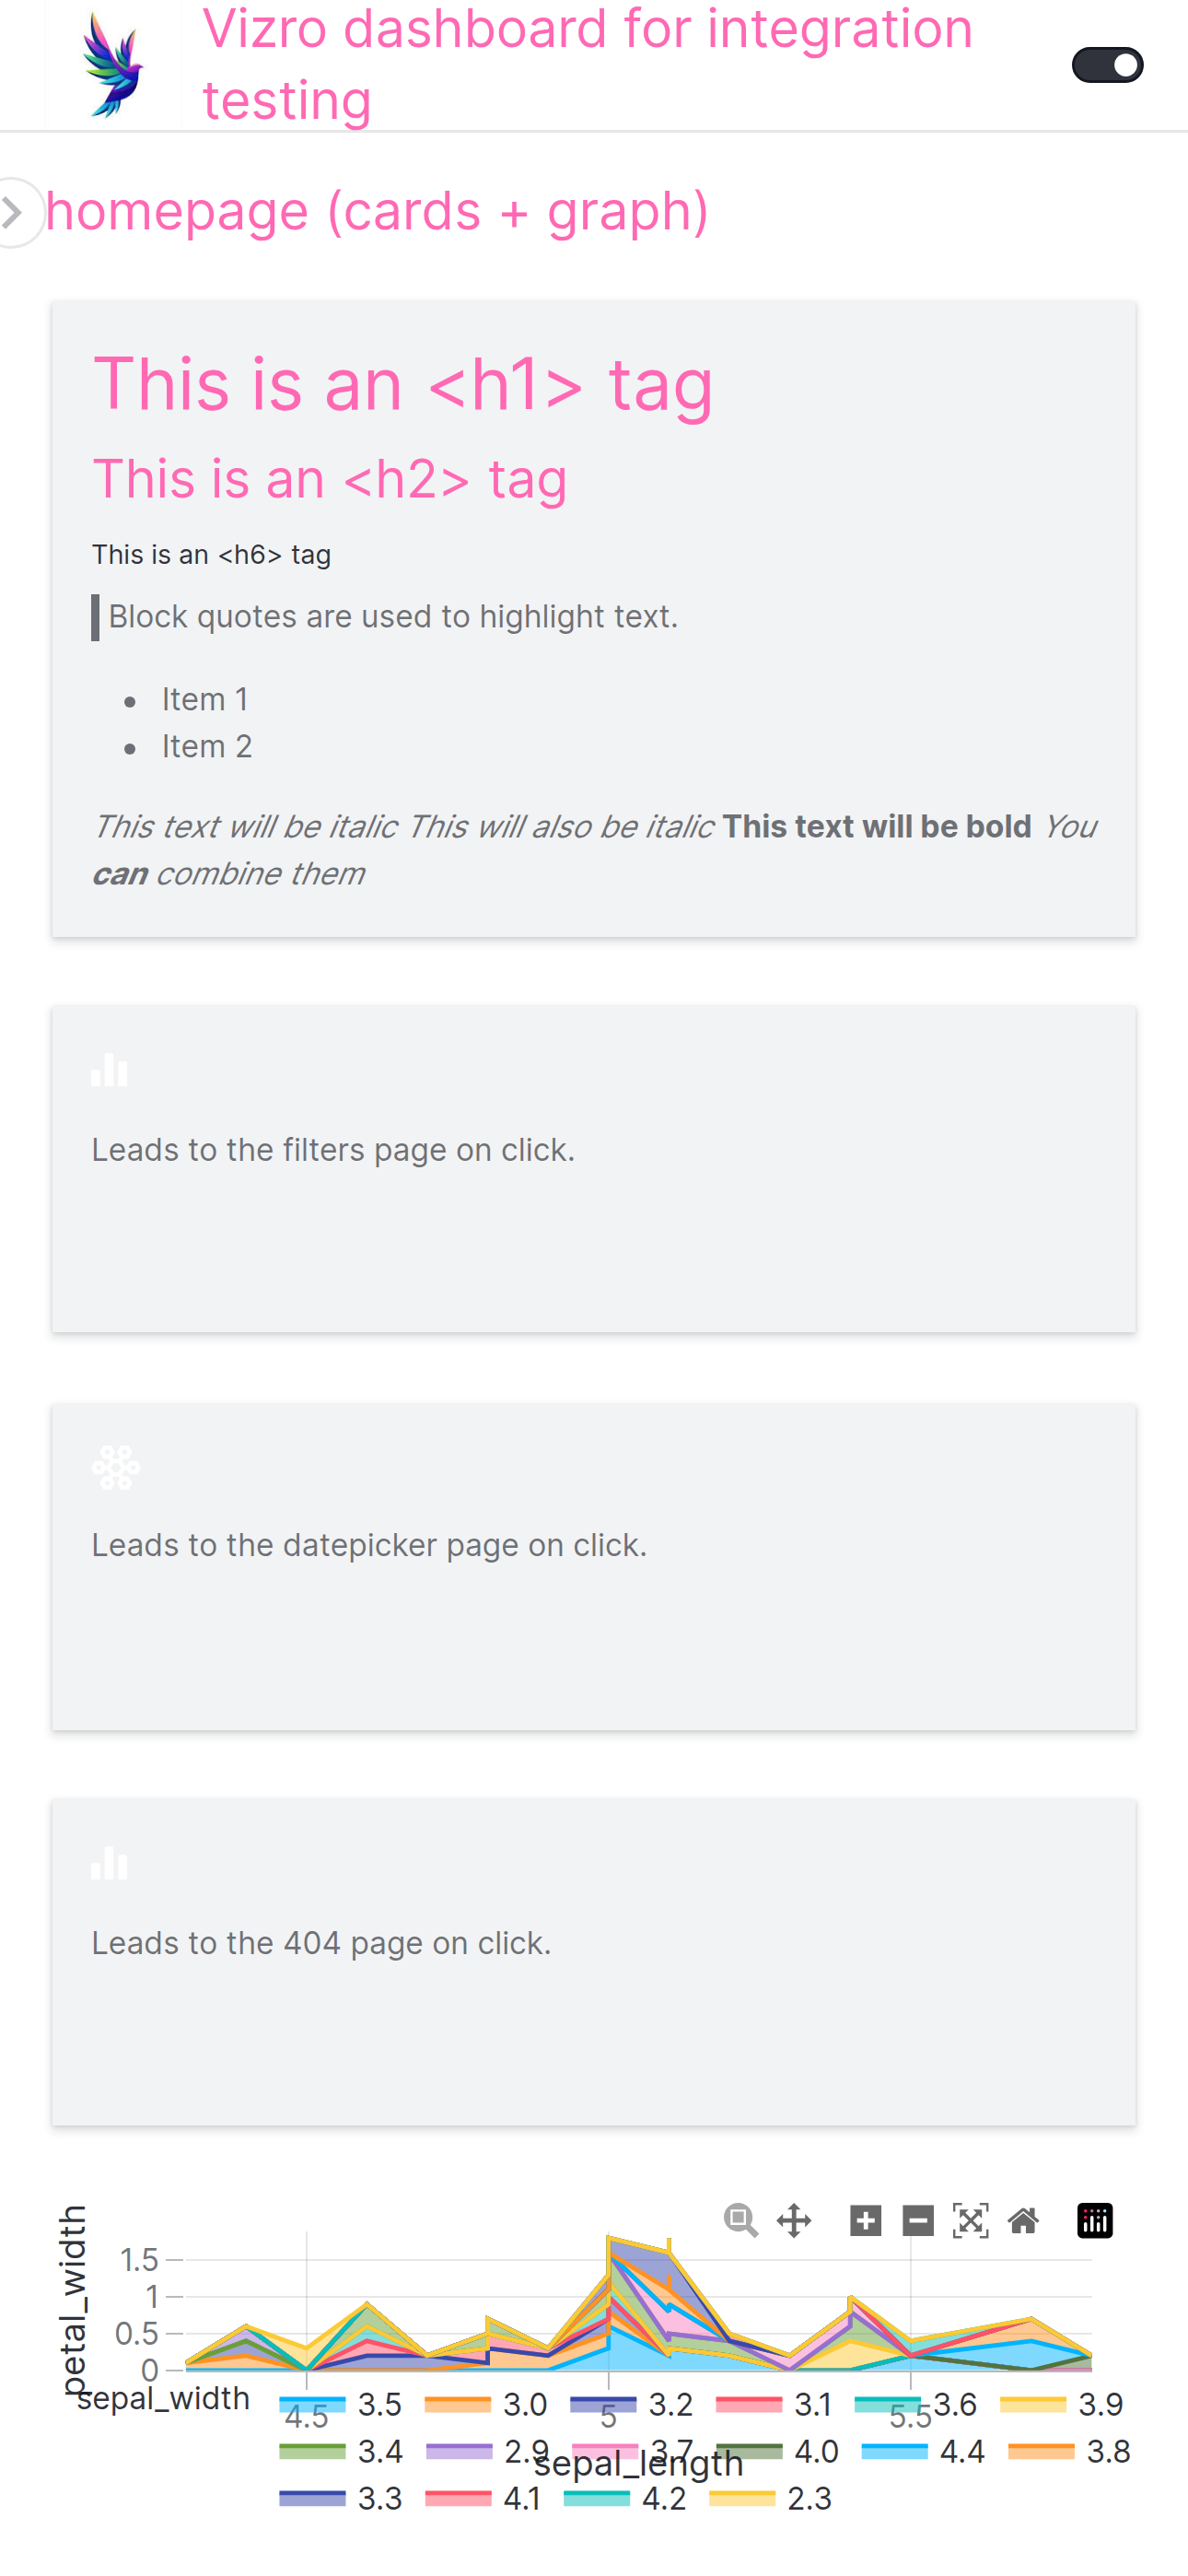 Vizro dashboard for integration
testing
homepage (cards + graph)
This is an <h1> tag
This is an <h2> tag
This is an <h6> tag
Block quotes are used to highlight text.
Item 1
Item 2
This text will be italic This will also be italic This text will be bold You
can combine them
Leads to the filters page on click.
Leads to the datepicker page on click.
Leads to the 404 page on click.
petal_width
1.5
1
0.5
0
4.5 5 5.5
sepal_length
sepal_width
3.5 3.0 3.2 3.1 3.6 3.9
3.4 2.9 3.7 4.0 4.4 3.8
3.3 4.1 4.2 2.3